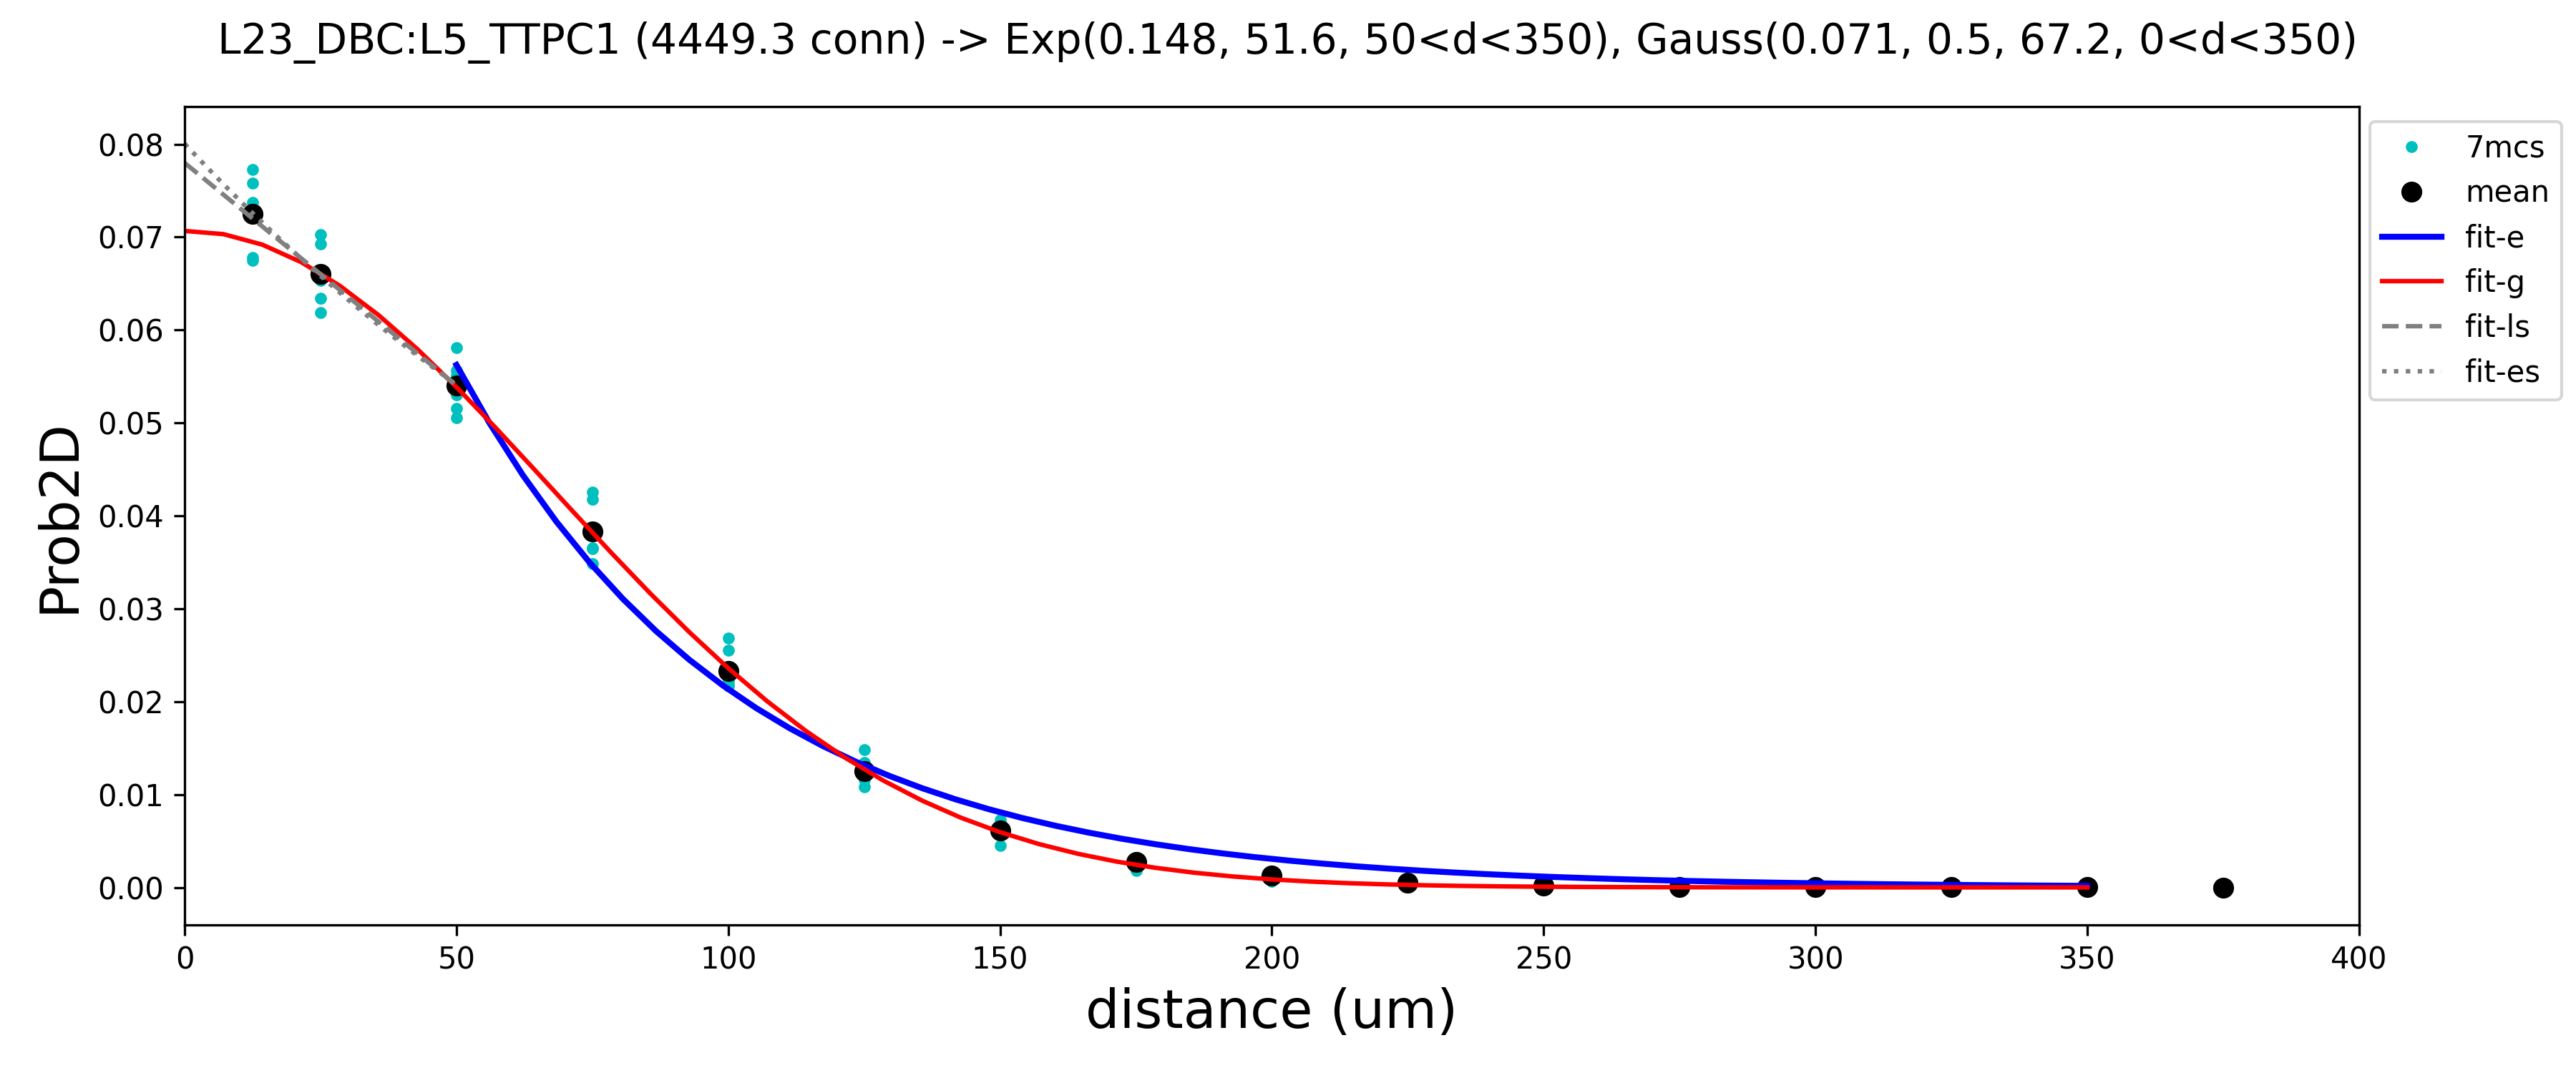 L23_DBC:L5_TTPC1 (4449.3 conn) -> Exp(0.148, 51.6, 50<d<350), Gauss(0.071, 0.5, 67.2, 0<d<350)
Prob2D
0.08
0.07
0.06
0.05
0.04
0.03
0.02
0.01
0.00
0 50 100 150 200 250 300 350 400
distance (um)
7mcs
mean
fit-e
fit-g
fit-ls
fit-es